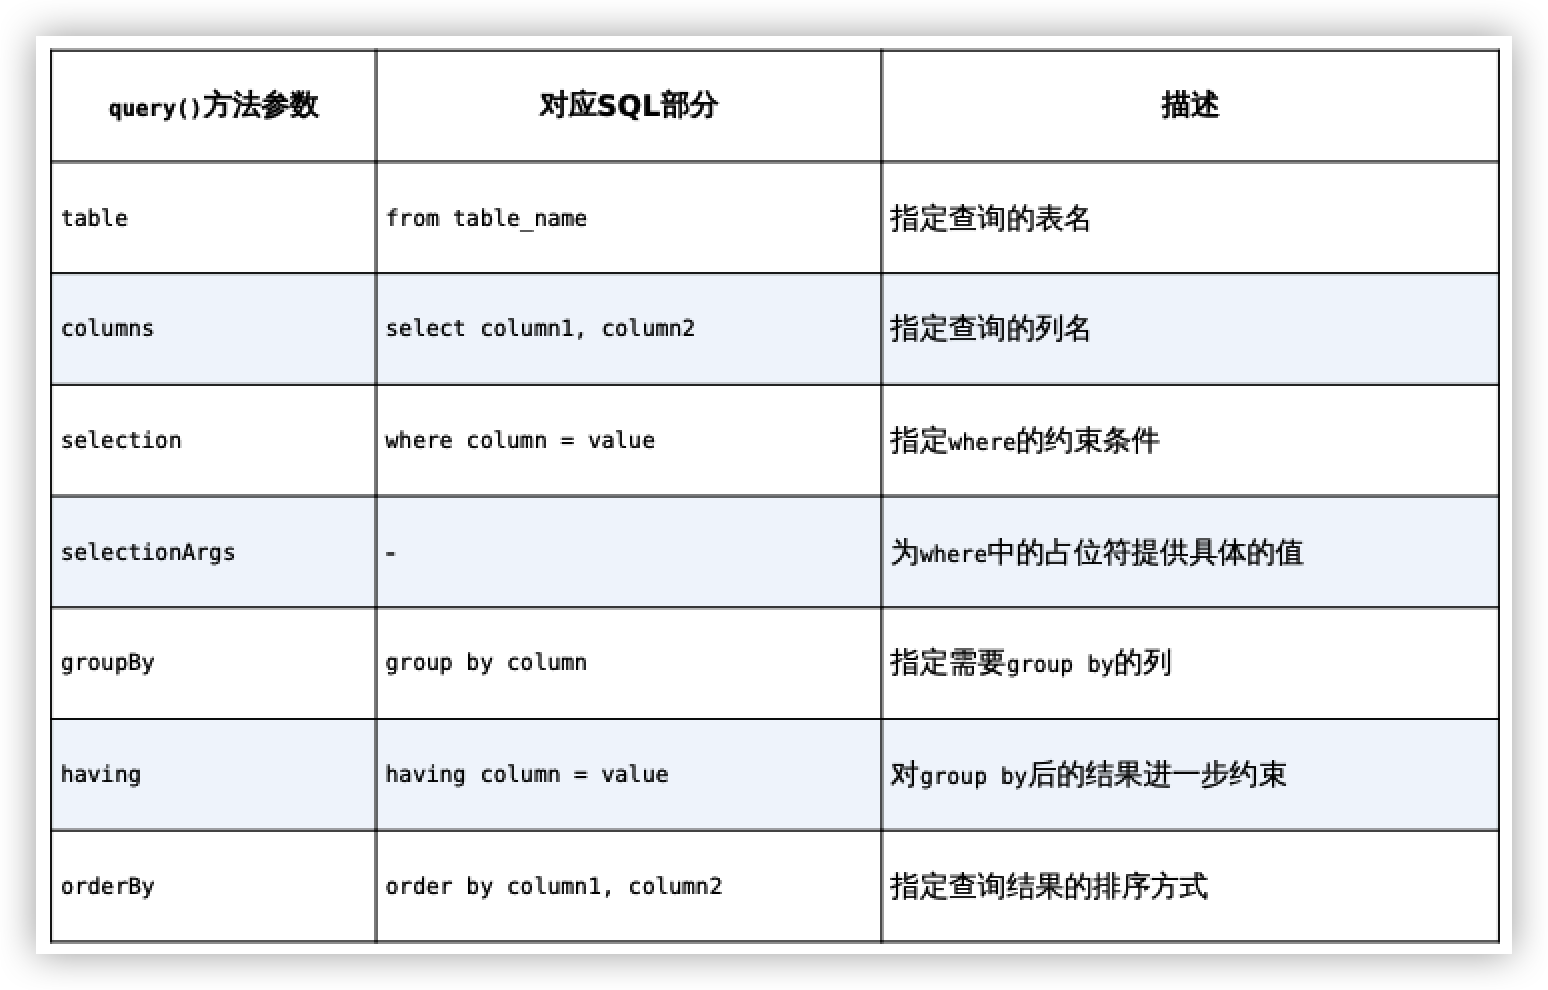 query()方法参数 对应SQL部分 描述
table from table_name 指定查询的表名
columns select column1, column2 指定查询的列名
selection where column = value 指定where的约束条件
selectionArgs - 为where中的占位符提供具体的值
groupBy group by column 指定需要group by的列
having having column = value 对group by后的结果进一步约束
orderBy order by column1, column2 指定查询结果的排序方式